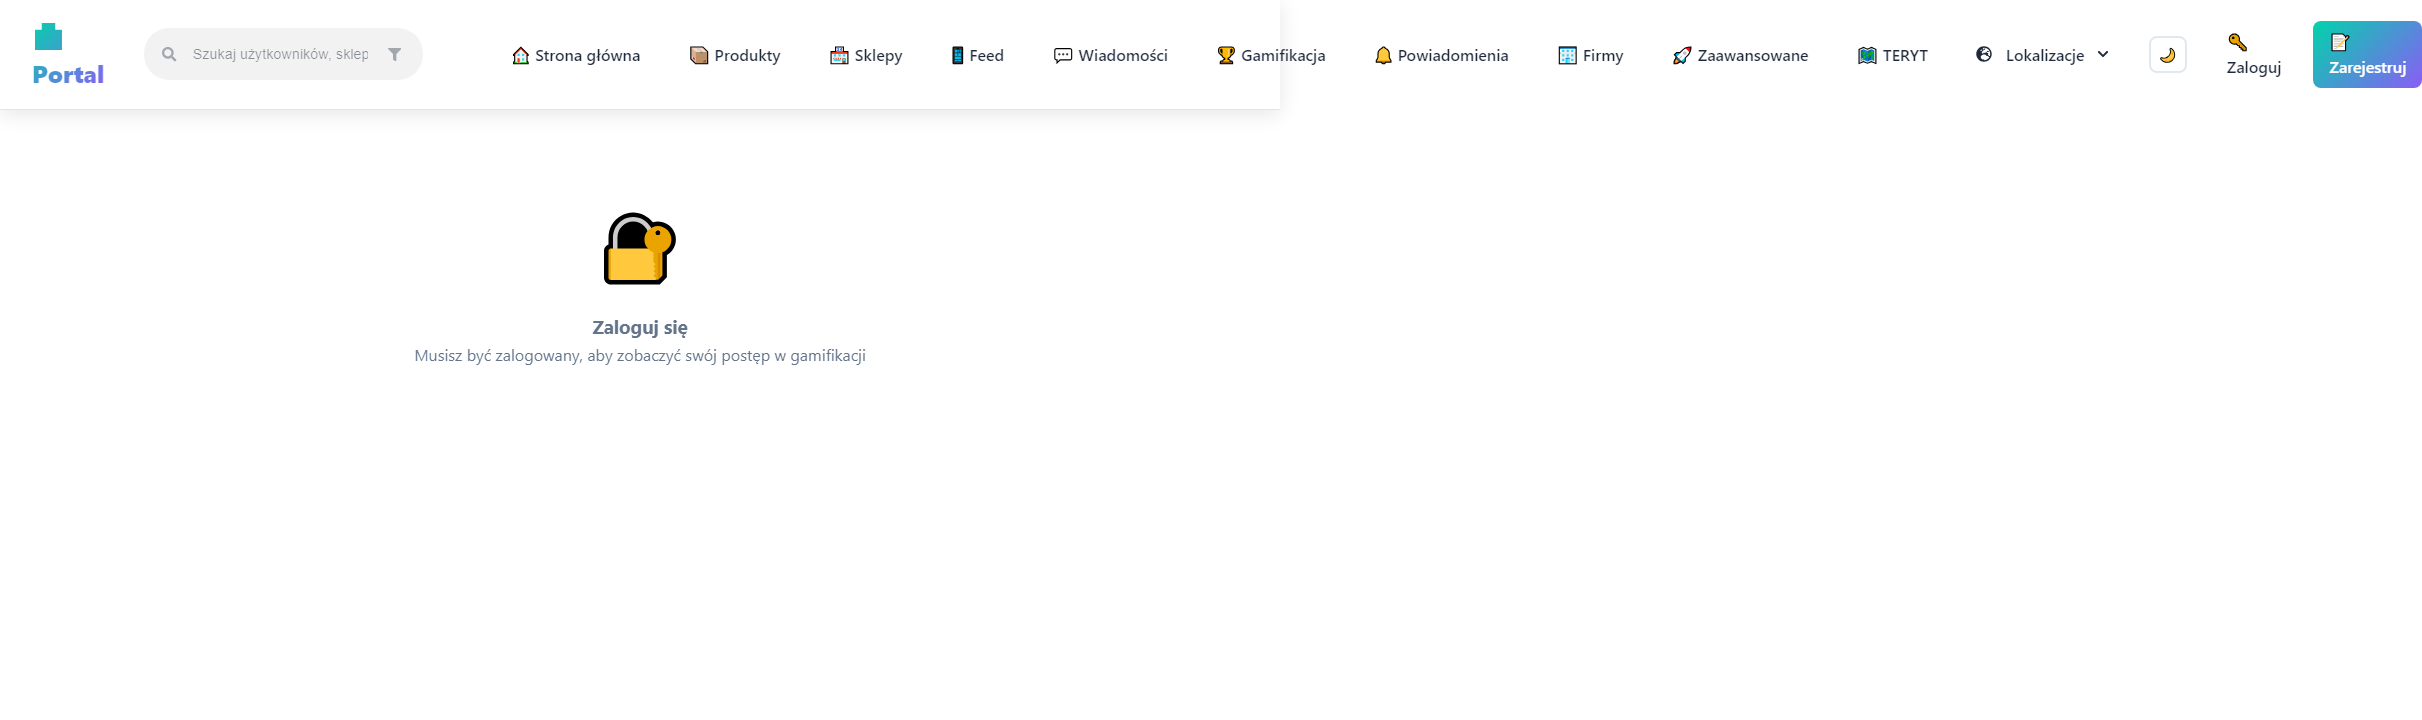 Portal
Szukaj użytkowników, sklep
Strona główna
Produkty
Sklepy
Feed
Wiadomości
Gamifikacja
Powiadomienia
Firmy
Zaawansowane
TERYT
Lokalizacje
Zaloguj
Zarejestruj
Zaloguj się
Musisz być zalogowany, aby zobaczyć swój postęp w gamifikacji